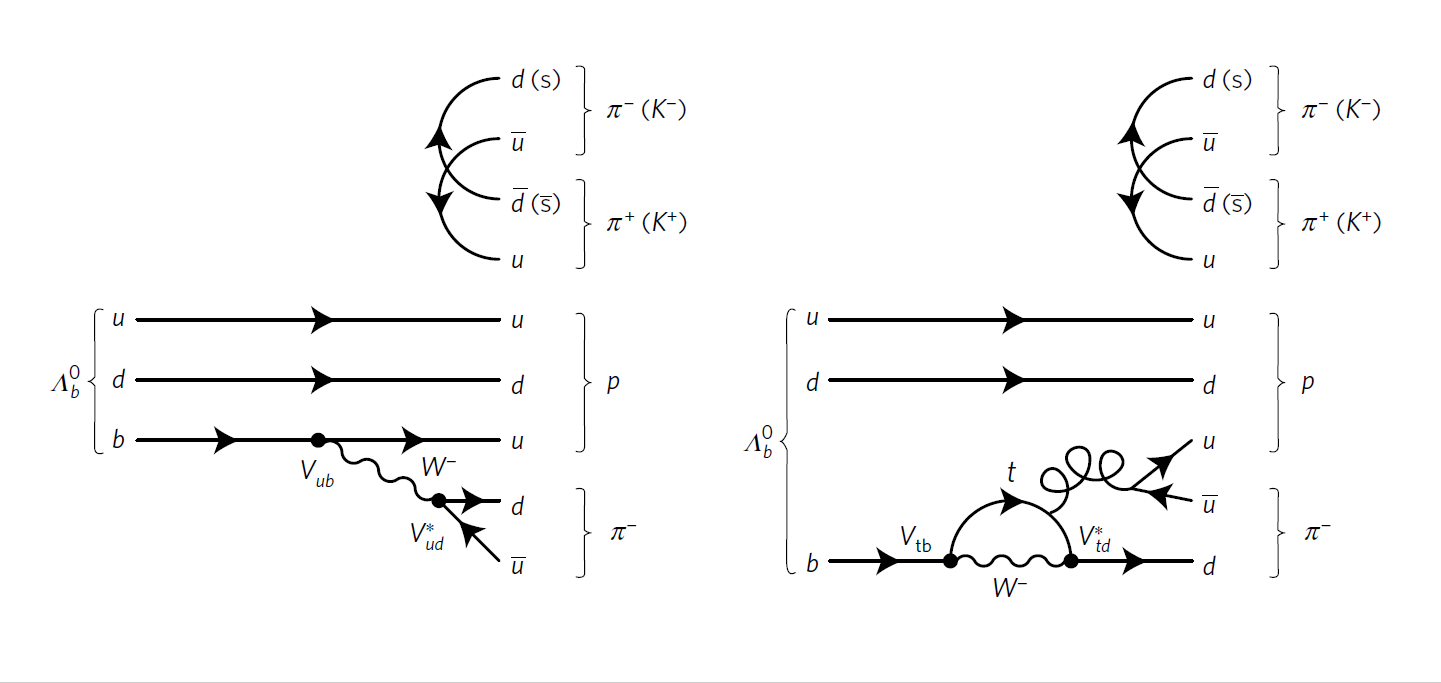 d (s)
π⁻ (K⁻)
u̅
d̅ (s̅)
π⁺ (K⁺)
u
Λ⁰_b
u
d
b
u
d
u
p
V_ub
W⁻
V*_ud
d
u̅
π⁻
d (s)
π⁻ (K⁻)
u̅
d̅ (s̅)
π⁺ (K⁺)
u
Λ⁰_b
u
d
b
u
d
u
p
t
V_tb
W⁻
V*_td
u̅
d
π⁻